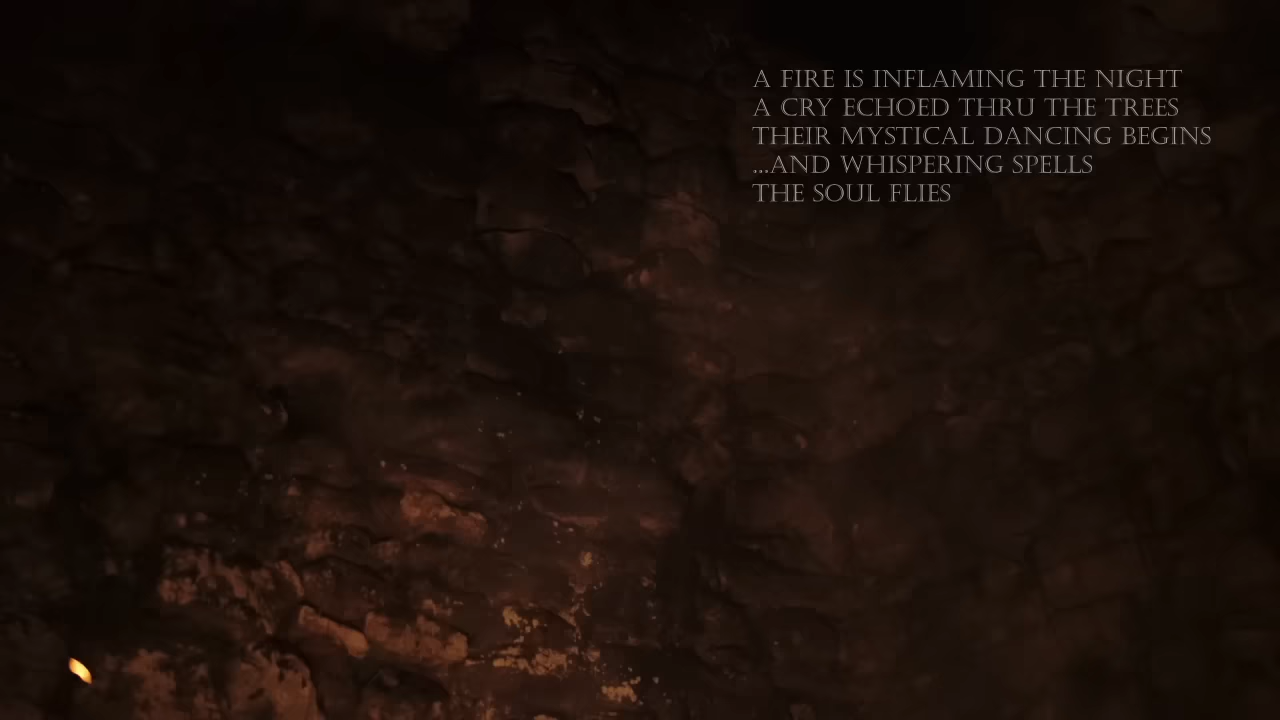 A FIRE IS INFLAMING THE NIGHT
A CRY ECHOED THRU THE TREES
THEIR MYSTICAL DANCING BEGINS
...AND WHISPERING SPELLS
THE SOUL FLIES